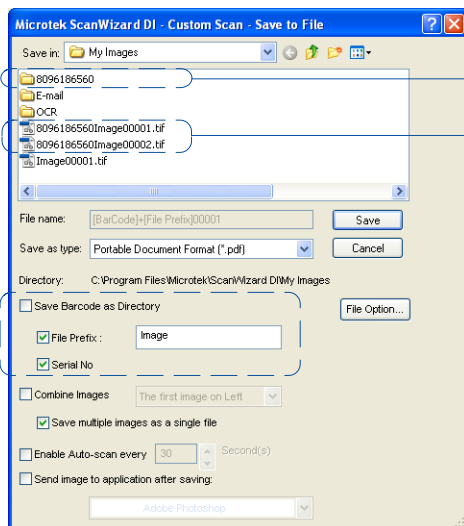 Microtek ScanWizard DI - Custom Scan - Save to File
Save in: My Images
8096186560
E-mail
OCR
8096186560Image00001.tif
8096186560Image00002.tif
Image00001.tif
File name: [BarCode]+[File Prefix]00001 Save
Save as type: Portable Document Format (*.pdf) Cancel
Directory: C:\Program Files\Microtek\ScanWizard DI\My Images
Save Barcode as Directory File Option...
File Prefix : Image
Serial No
Combine Images The first image on Left
Save multiple images as a single file
Enable Auto-scan every 30 Second(s)
Send image to application after saving:
Adobe Photoshop